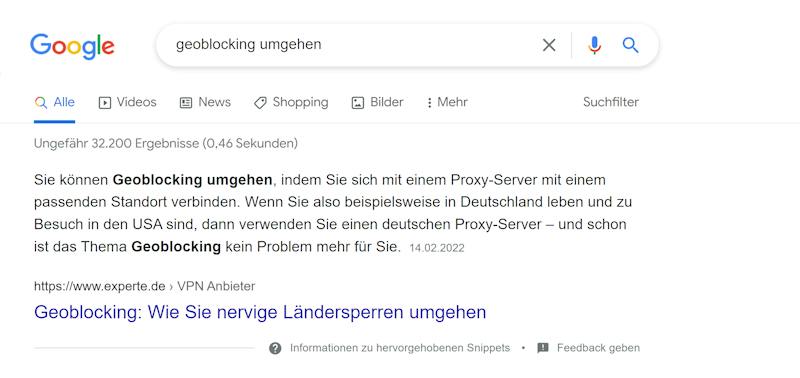 Google
geoblocking umgehen
Alle Videos News Shopping Bilder Mehr Suchfilter
Ungefähr 32.200 Ergebnisse (0,46 Sekunden)
Sie können Geoblocking umgehen, indem Sie sich mit einem Proxy-Server mit einem
passenden Standort verbinden. Wenn Sie also beispielsweise in Deutschland leben und zu
Besuch in den USA sind, dann verwenden Sie einen deutschen Proxy-Server – und schon
ist das Thema Geoblocking kein Problem mehr für Sie. 14.02.2022
https://www.experte.de › VPN Anbieter
Geoblocking: Wie Sie nervige Ländersperren umgehen
Informationen zu hervorgehobenen Snippets • Feedback geben